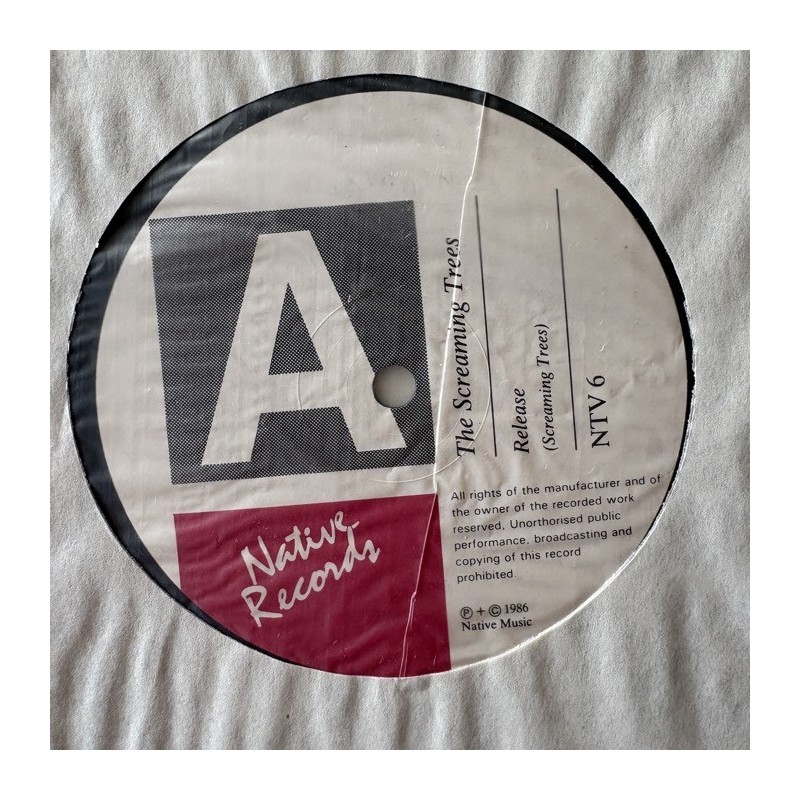 A
The Screaming Trees
Release
(Screaming Trees)
NTV 6
Native
Records
All rights of the manufacturer and of
the owner of the recorded work
reserved, Unorthorised public
performance, broadcasting and
copying of this record
prohibited.
Ⓟ + © 1986
Native Music